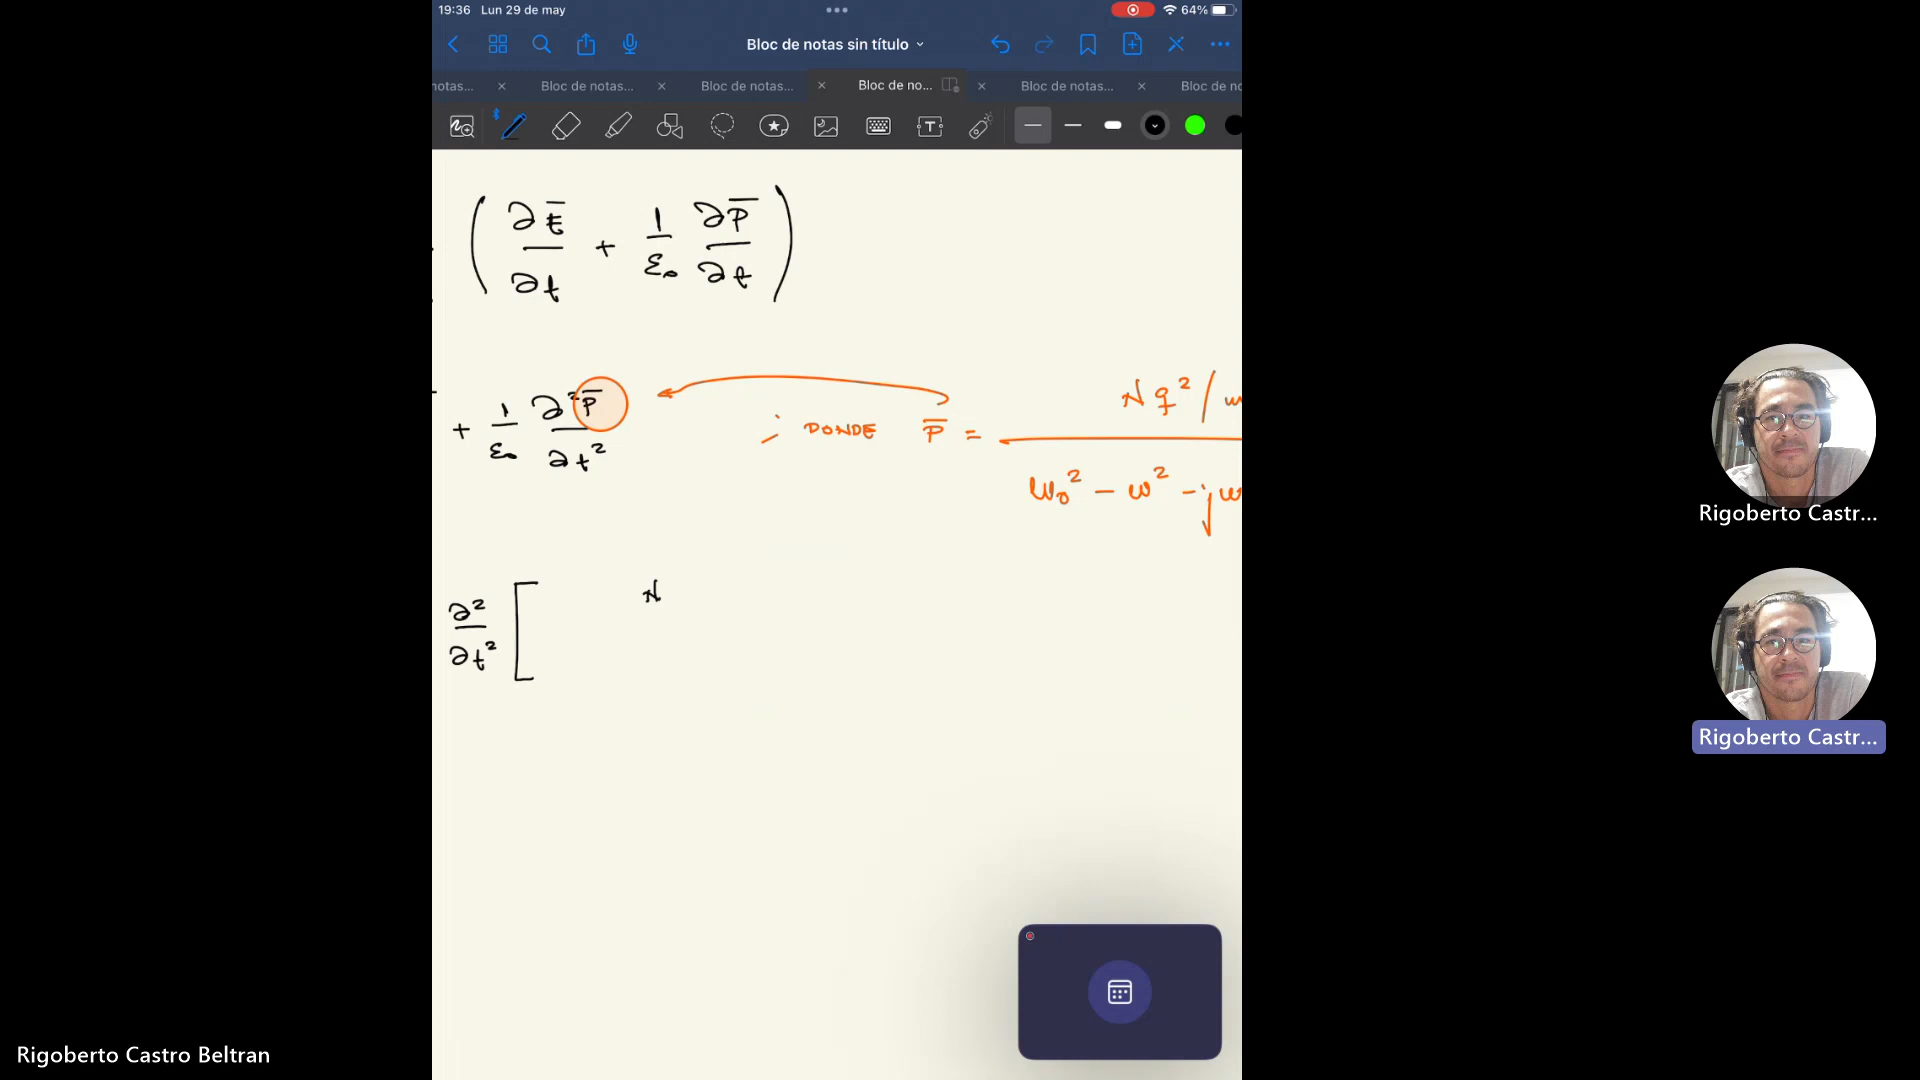 19:36 Lun 29 de may 64%
Bloc de notas sin título
notas... Bloc de notas... Bloc de notas... Bloc de no... Bloc de notas... Bloc de no
( ∂E̅/∂t + 1/ε₀ ∂P̅/∂t )
+ 1/ε₀ ∂²P̅/∂t² ; DONDE P̅ = N q² / m
ω₀² − ω² − jω
∂²/∂t² [ N
Rigoberto Castr...
Rigoberto Castr...
Rigoberto Castro Beltran